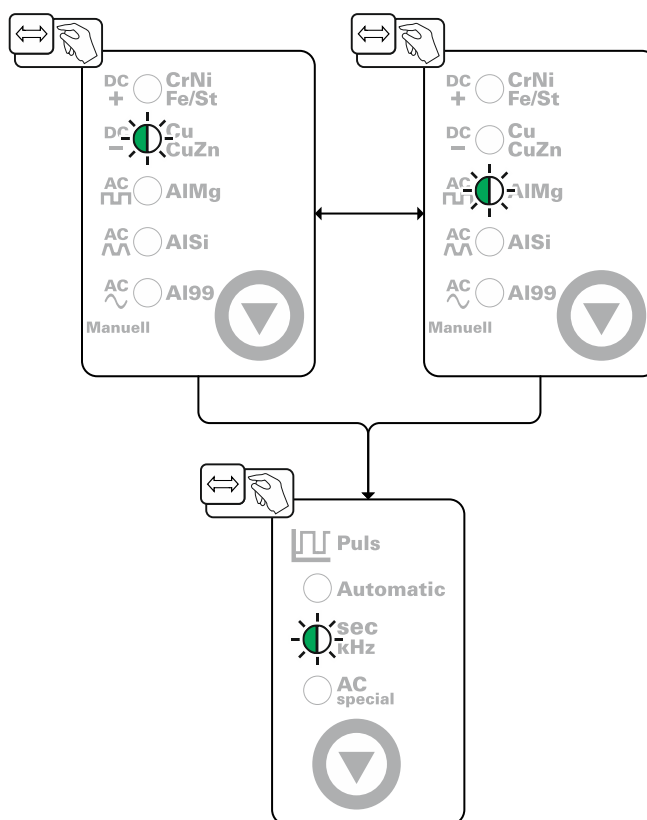 DC + CrNi Fe/St
DC − Cu CuZn
AC AlMg
AC AlSi
AC Al99
Manuell
DC + CrNi Fe/St
DC − Cu CuZn
AC AlMg
AC AlSi
AC Al99
Manuell
Puls
Automatic
sec
кHz
AC
special